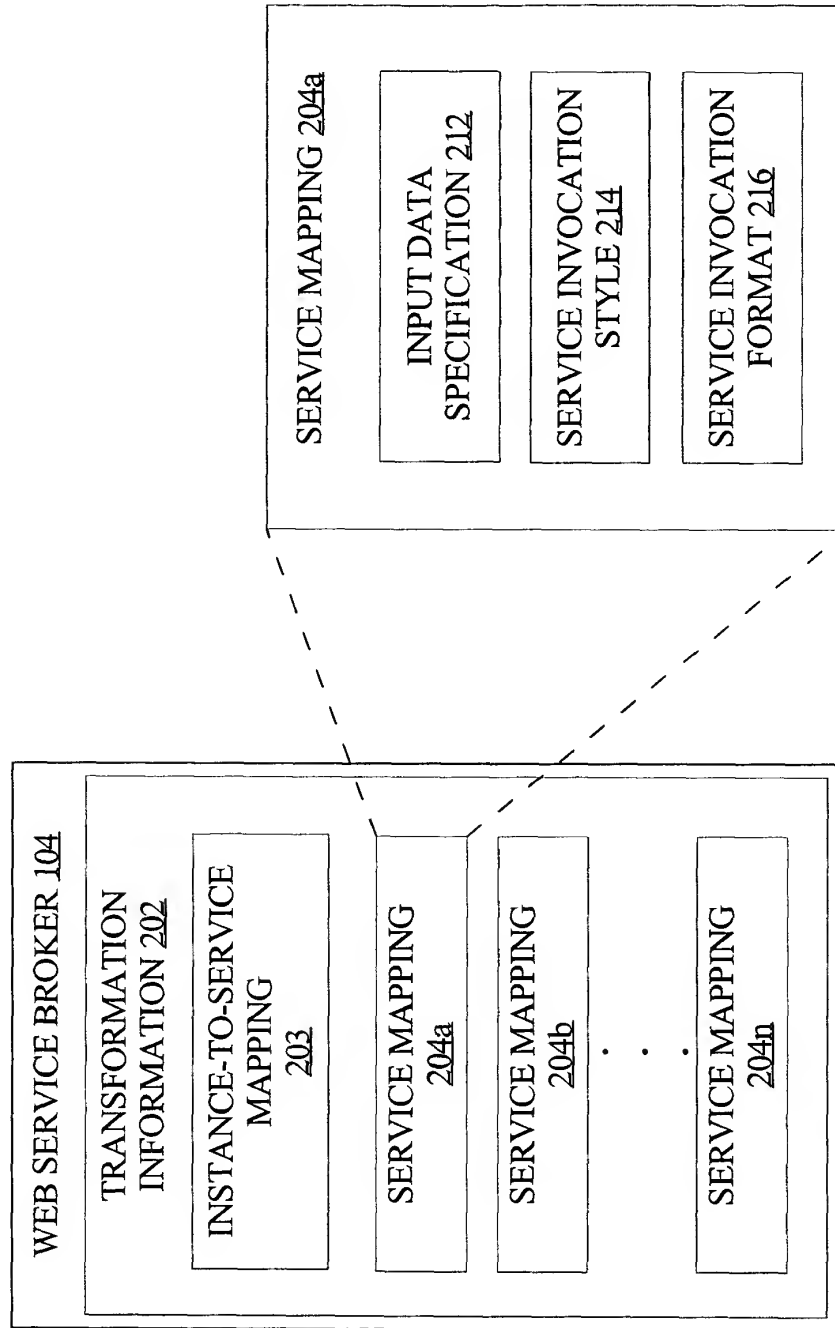 WEB SERVICE BROKER 104
TRANSFORMATION
INFORMATION 202
INSTANCE-TO-SERVICE
MAPPING
203
SERVICE MAPPING
204a
SERVICE MAPPING
204b
. . .
SERVICE MAPPING
204n
SERVICE MAPPING 204a
INPUT DATA
SPECIFICATION 212
SERVICE INVOCATION
STYLE 214
SERVICE INVOCATION
FORMAT 216